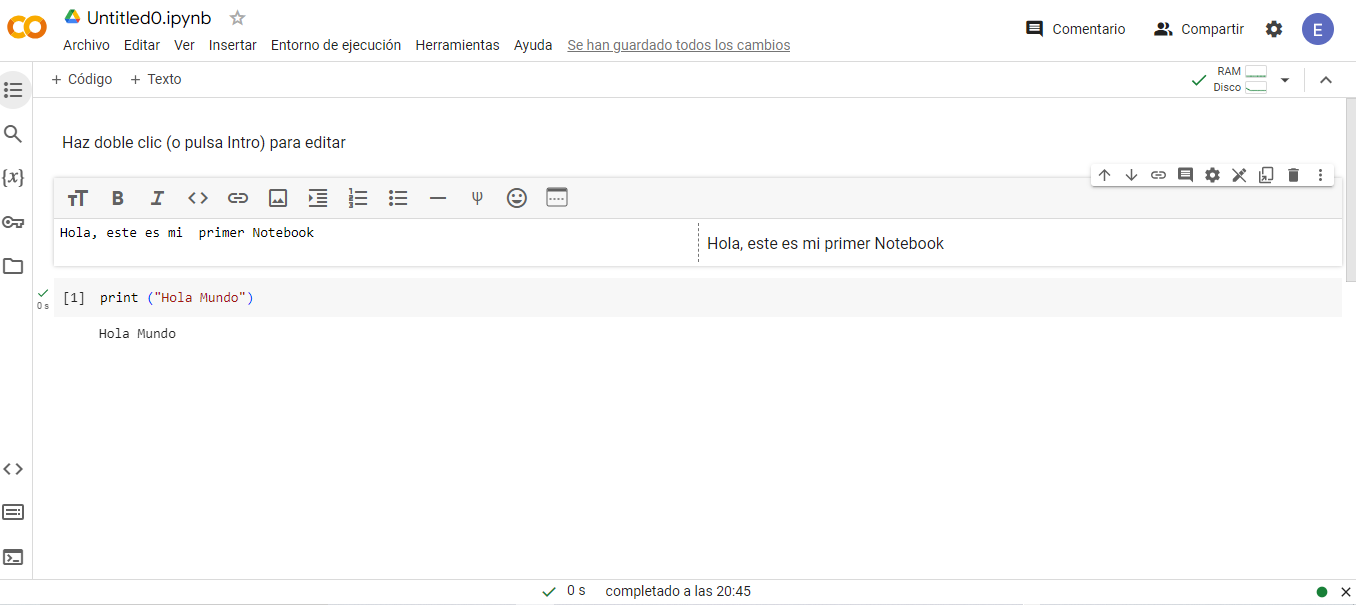 Untitled0.ipynb
Archivo Editar Ver Insertar Entorno de ejecución Herramientas Ayuda Se han guardado todos los cambios
Comentario Compartir E
+ Código + Texto
RAM
Disco
Haz doble clic (o pulsa Intro) para editar
Hola, este es mi  primer Notebook
Hola, este es mi primer Notebook
[1] print ("Hola Mundo")
0 s
Hola Mundo
0 s completado a las 20:45